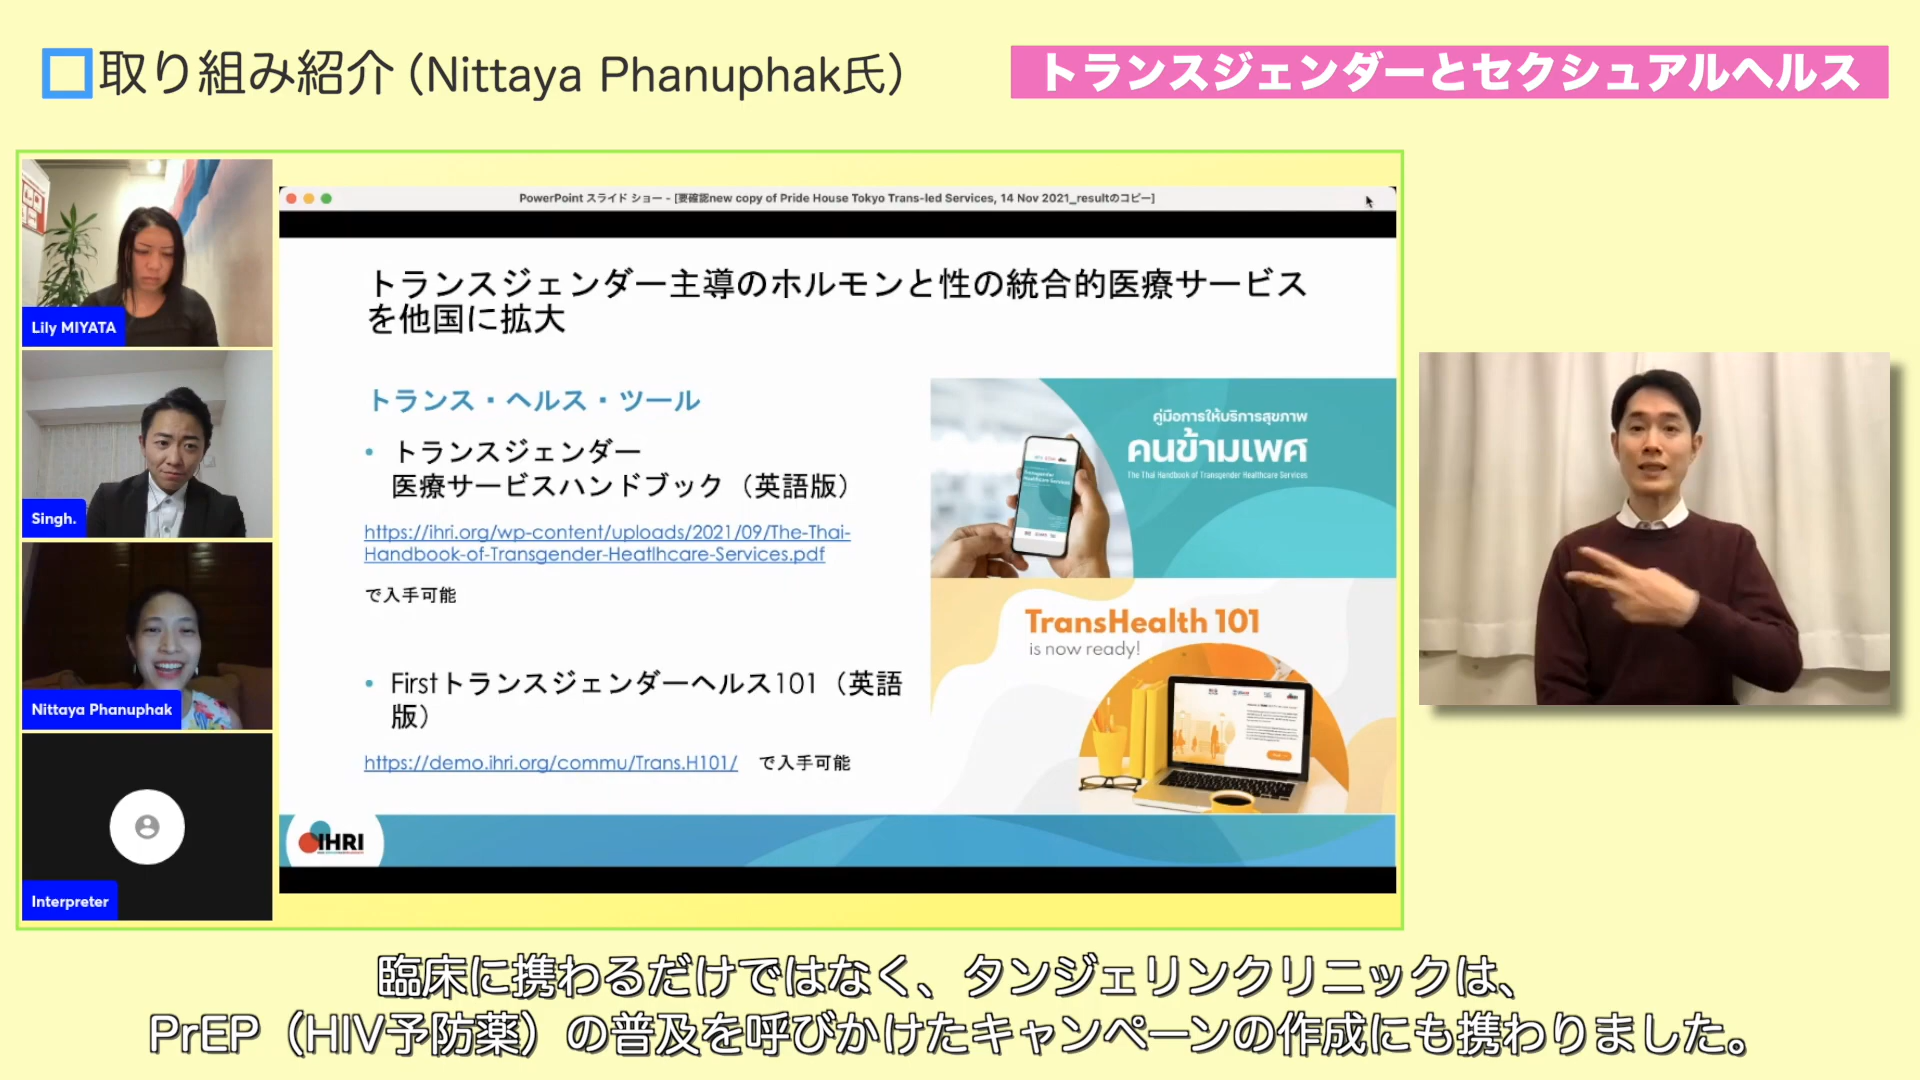 取り組み紹介（Nittaya Phanuphak氏）
トランスジェンダーとセクシュアルヘルス
Lily MIYATA
Singh.
Nittaya Phanuphak
Interpreter
PowerPoint スライド ショー - [要確認new copy of Pride House Tokyo Trans-led Services, 14 Nov 2021_resultのコピー]
トランスジェンダー主導のホルモンと性の統合的医療サービス
を他国に拡大
トランス・ヘルス・ツール
• トランスジェンダー
医療サービスハンドブック（英語版）
https://ihri.org/wp-content/uploads/2021/09/The-Thai-
Handbook-of-Transgender-Heatlhcare-Services.pdf
で入手可能
• Firstトランスジェンダーヘルス101（英語
版）
https://demo.ihri.org/commu/Trans.H101/ で入手可能
คู่มือการให้บริการสุขภาพ
คนข้ามเพศ
The Thai Handbook of Transgender Healthcare Services
TransHealth 101
is now ready!
IHRI
臨床に携わるだけではなく、タンジェリンクリニックは、
PrEP（HIV予防薬）の普及を呼びかけたキャンペーンの作成にも携わりました。